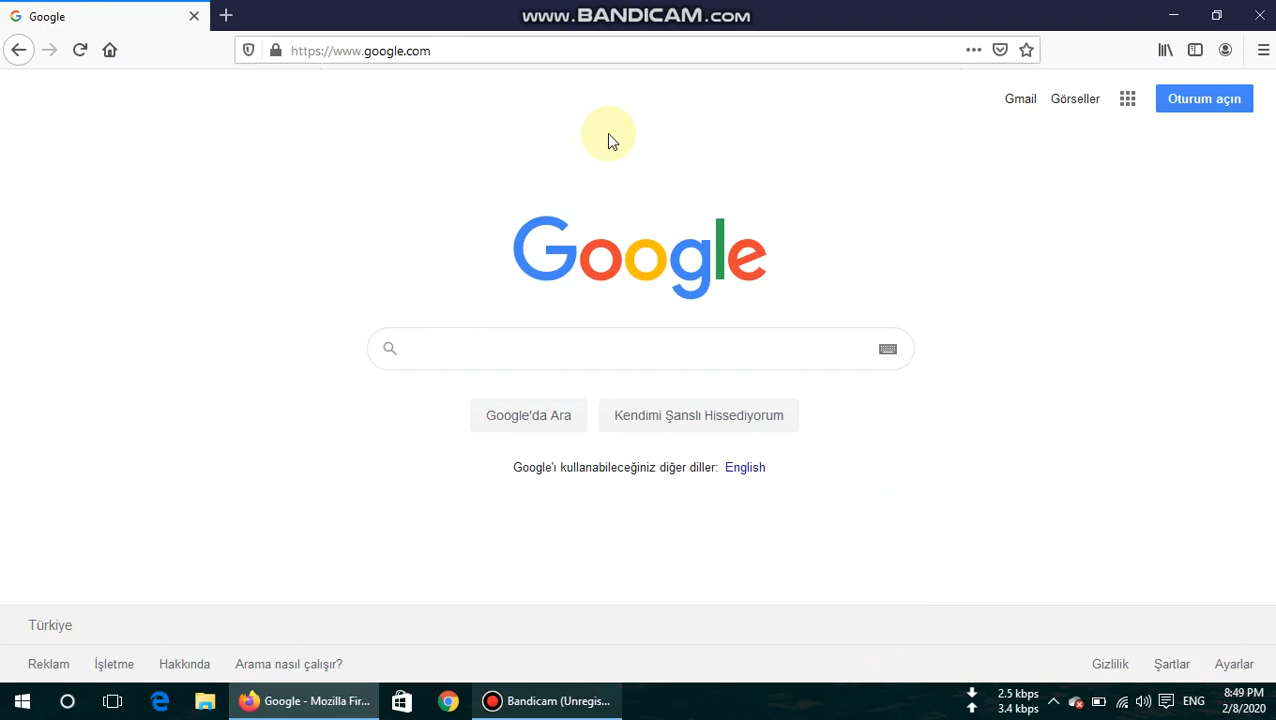 Google
www.BANDICAM.com
https://www.google.com
Gmail Görseller Oturum açın
Google
Google'da Ara Kendimi Şanslı Hissediyorum
Google'ı kullanabileceğiniz diğer diller: English
Türkiye
Reklam İşletme Hakkında Arama nasıl çalışır? Gizlilik Şartlar Ayarlar
Google - Mozilla Fir... Bandicam (Unregis... 2.5 kbps 3.4 kbps ENG 8:49 PM
2/8/2020